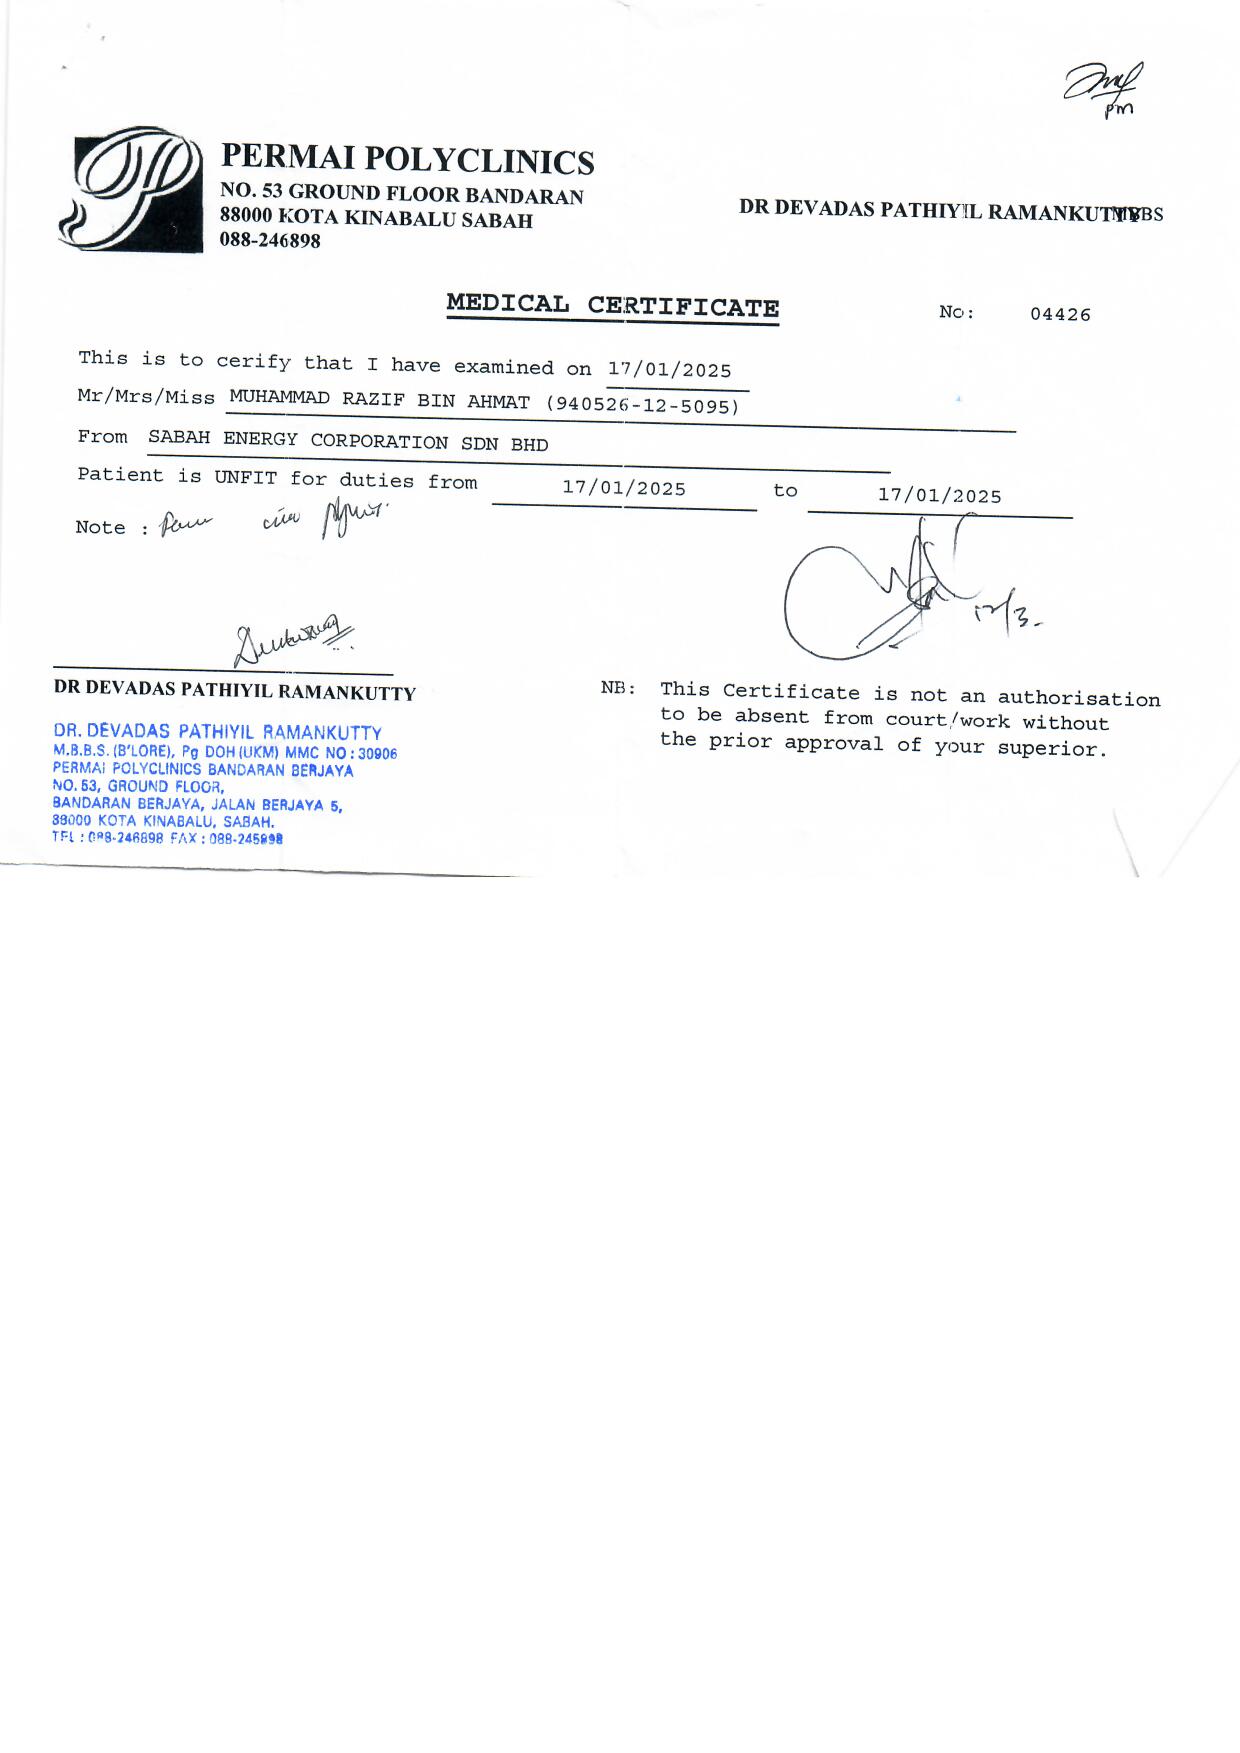 pm
PERMAI POLYCLINICS
NO. 53 GROUND FLOOR BANDARAN
88000 KOTA KINABALU SABAH
088-246898
DR DEVADAS PATHIYIL RAMANKUTTY MBBS
MEDICAL CERTIFICATE
No: 04426
This is to cerify that I have examined on 17/01/2025
Mr/Mrs/Miss MUHAMMAD RAZIF BIN AHMAT (940526-12-5095)
From SABAH ENERGY CORPORATION SDN BHD
Patient is UNFIT for duties from 17/01/2025 to 17/01/2025
Note :
DR DEVADAS PATHIYIL RAMANKUTTY
DR. DEVADAS PATHIYIL RAMANKUTTY
M.B.B.S. (B'LORE), Pg DOH (UKM) MMC NO : 30906
PERMAI POLYCLINICS BANDARAN BERJAYA
NO. 53, GROUND FLOOR,
BANDARAN BERJAYA, JALAN BERJAYA 5,
88000 KOTA KINABALU, SABAH.
TEL : 088-246898 FAX : 088-245898
NB: This Certificate is not an authorisation
to be absent from court/work without
the prior approval of your superior.